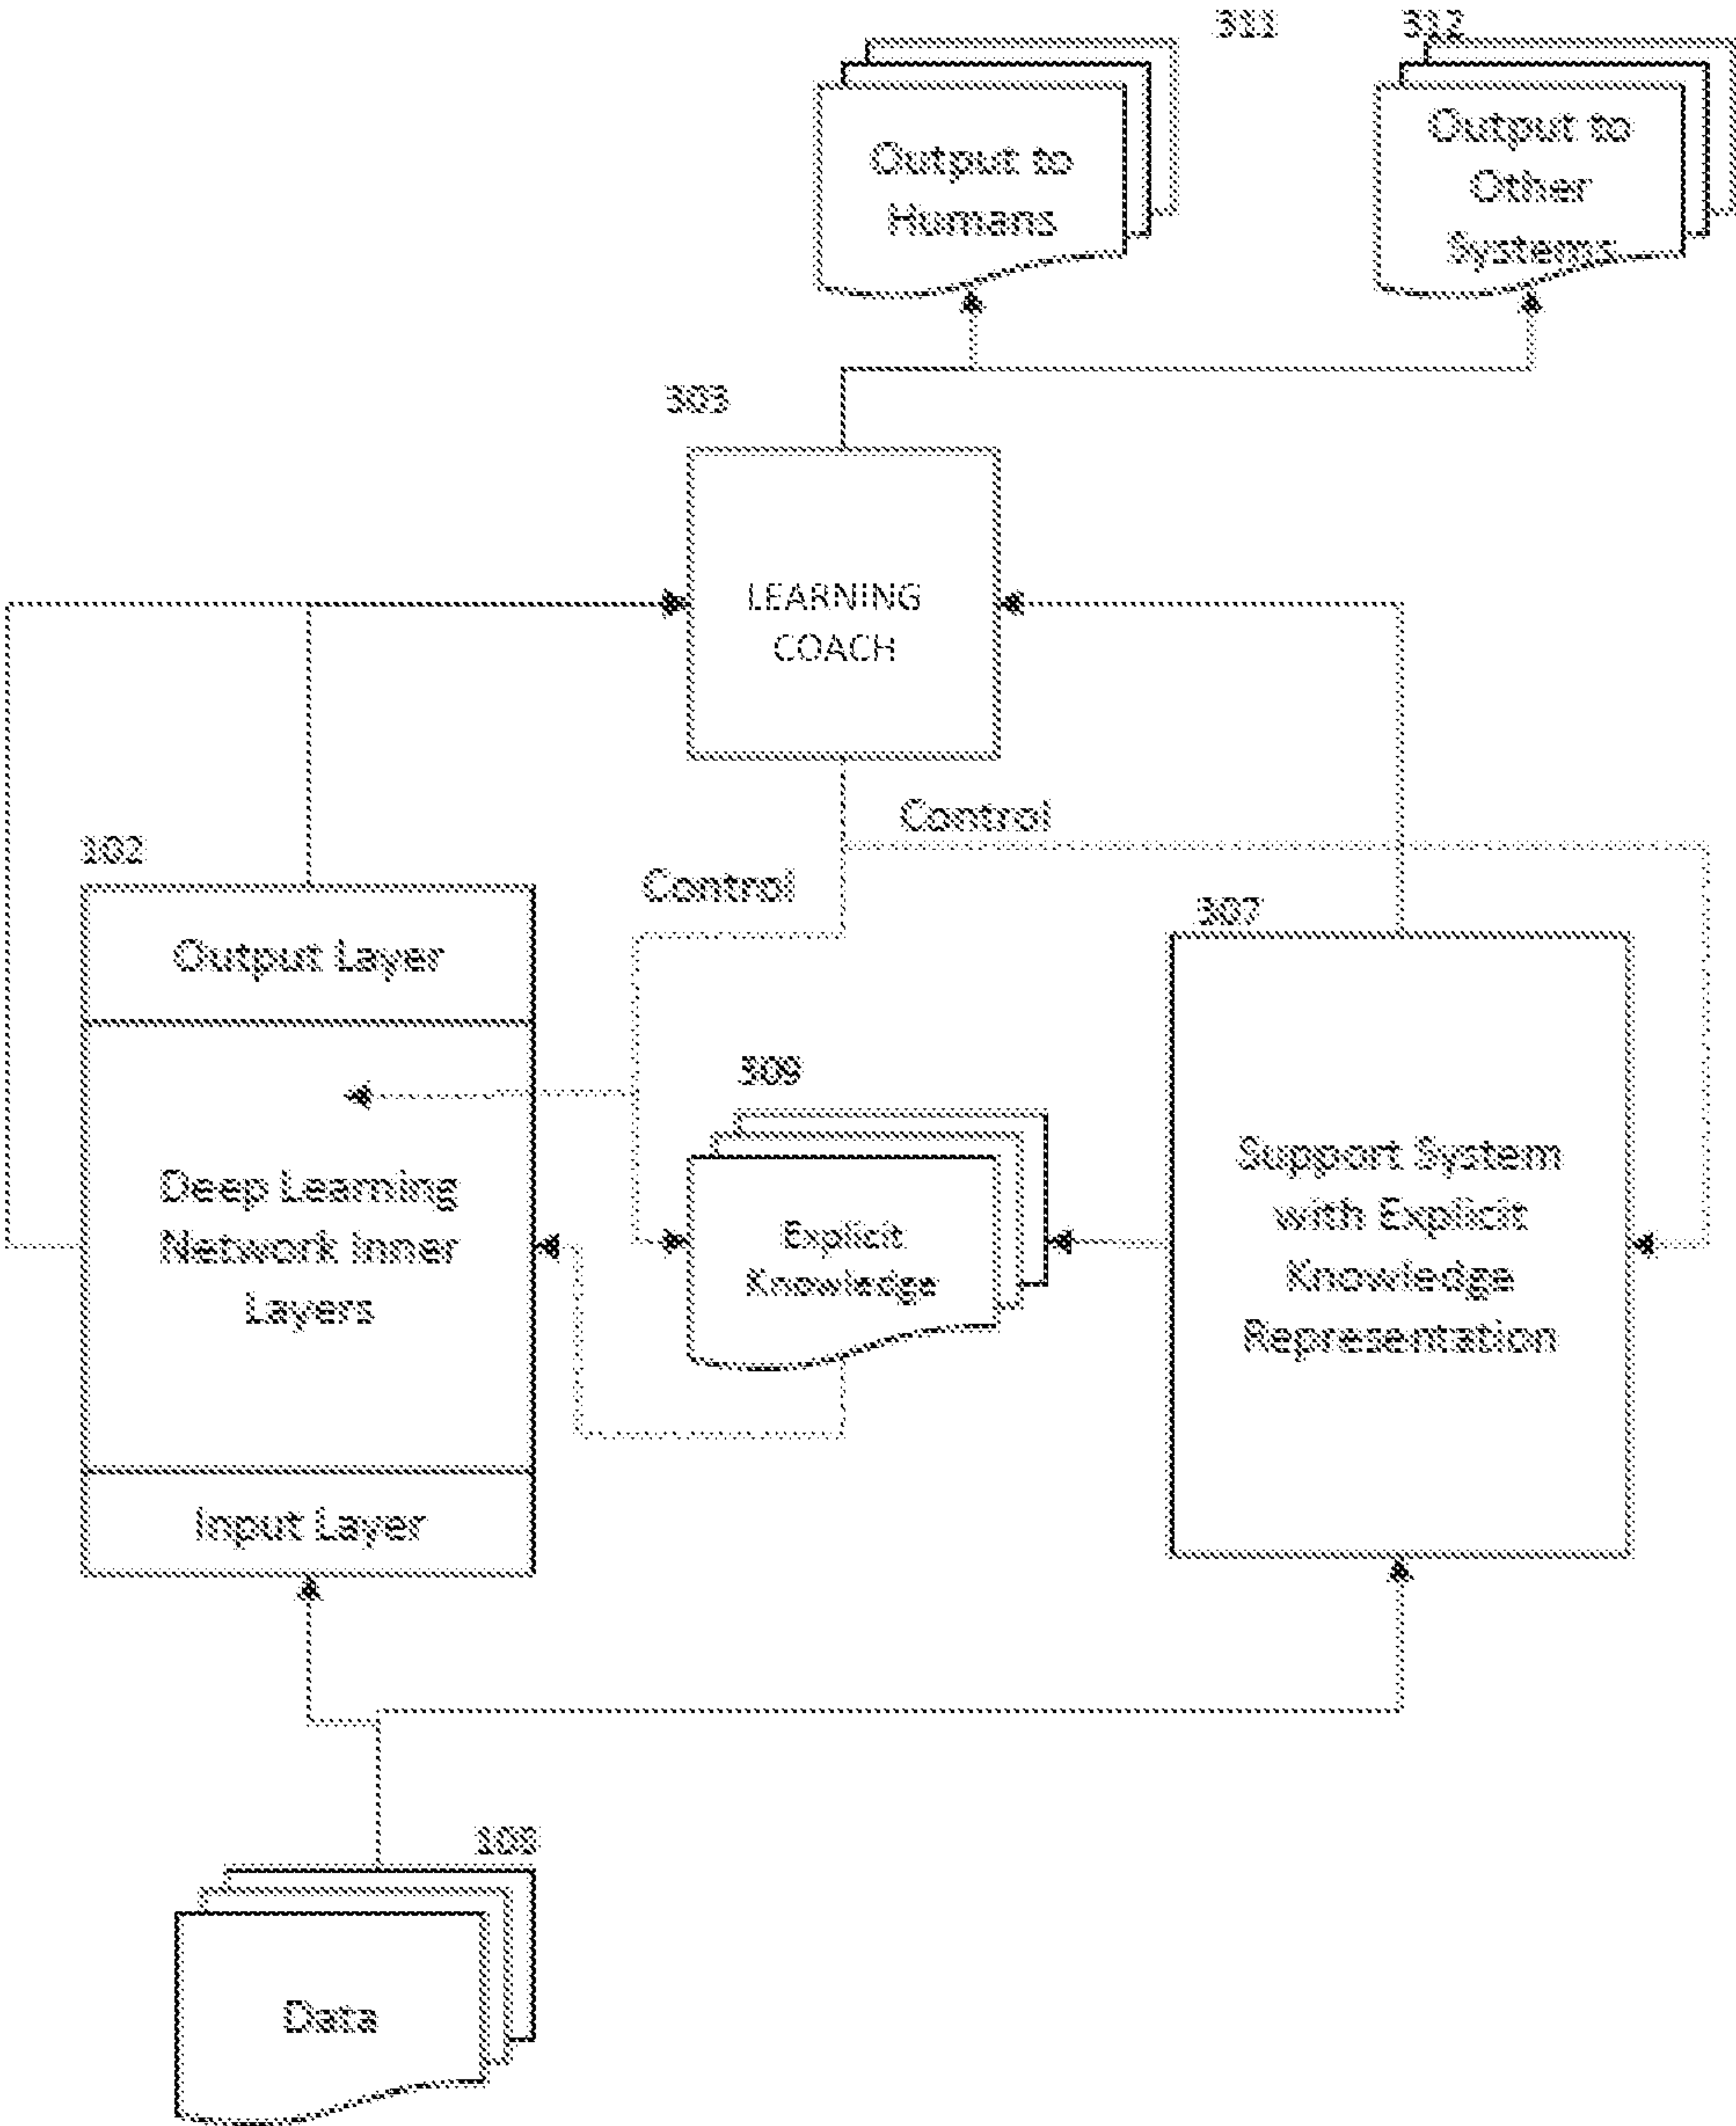 311
312
Output to
Humans
Output to
Other
Systems
303
LEARNING
COACH
Control
Control
102
307
Output Layer
309
Deep Learning
Network Inner
Layers
Explicit
Knowledge
Support System
with Explicit
Knowledge
Representation
Input Layer
108
Data